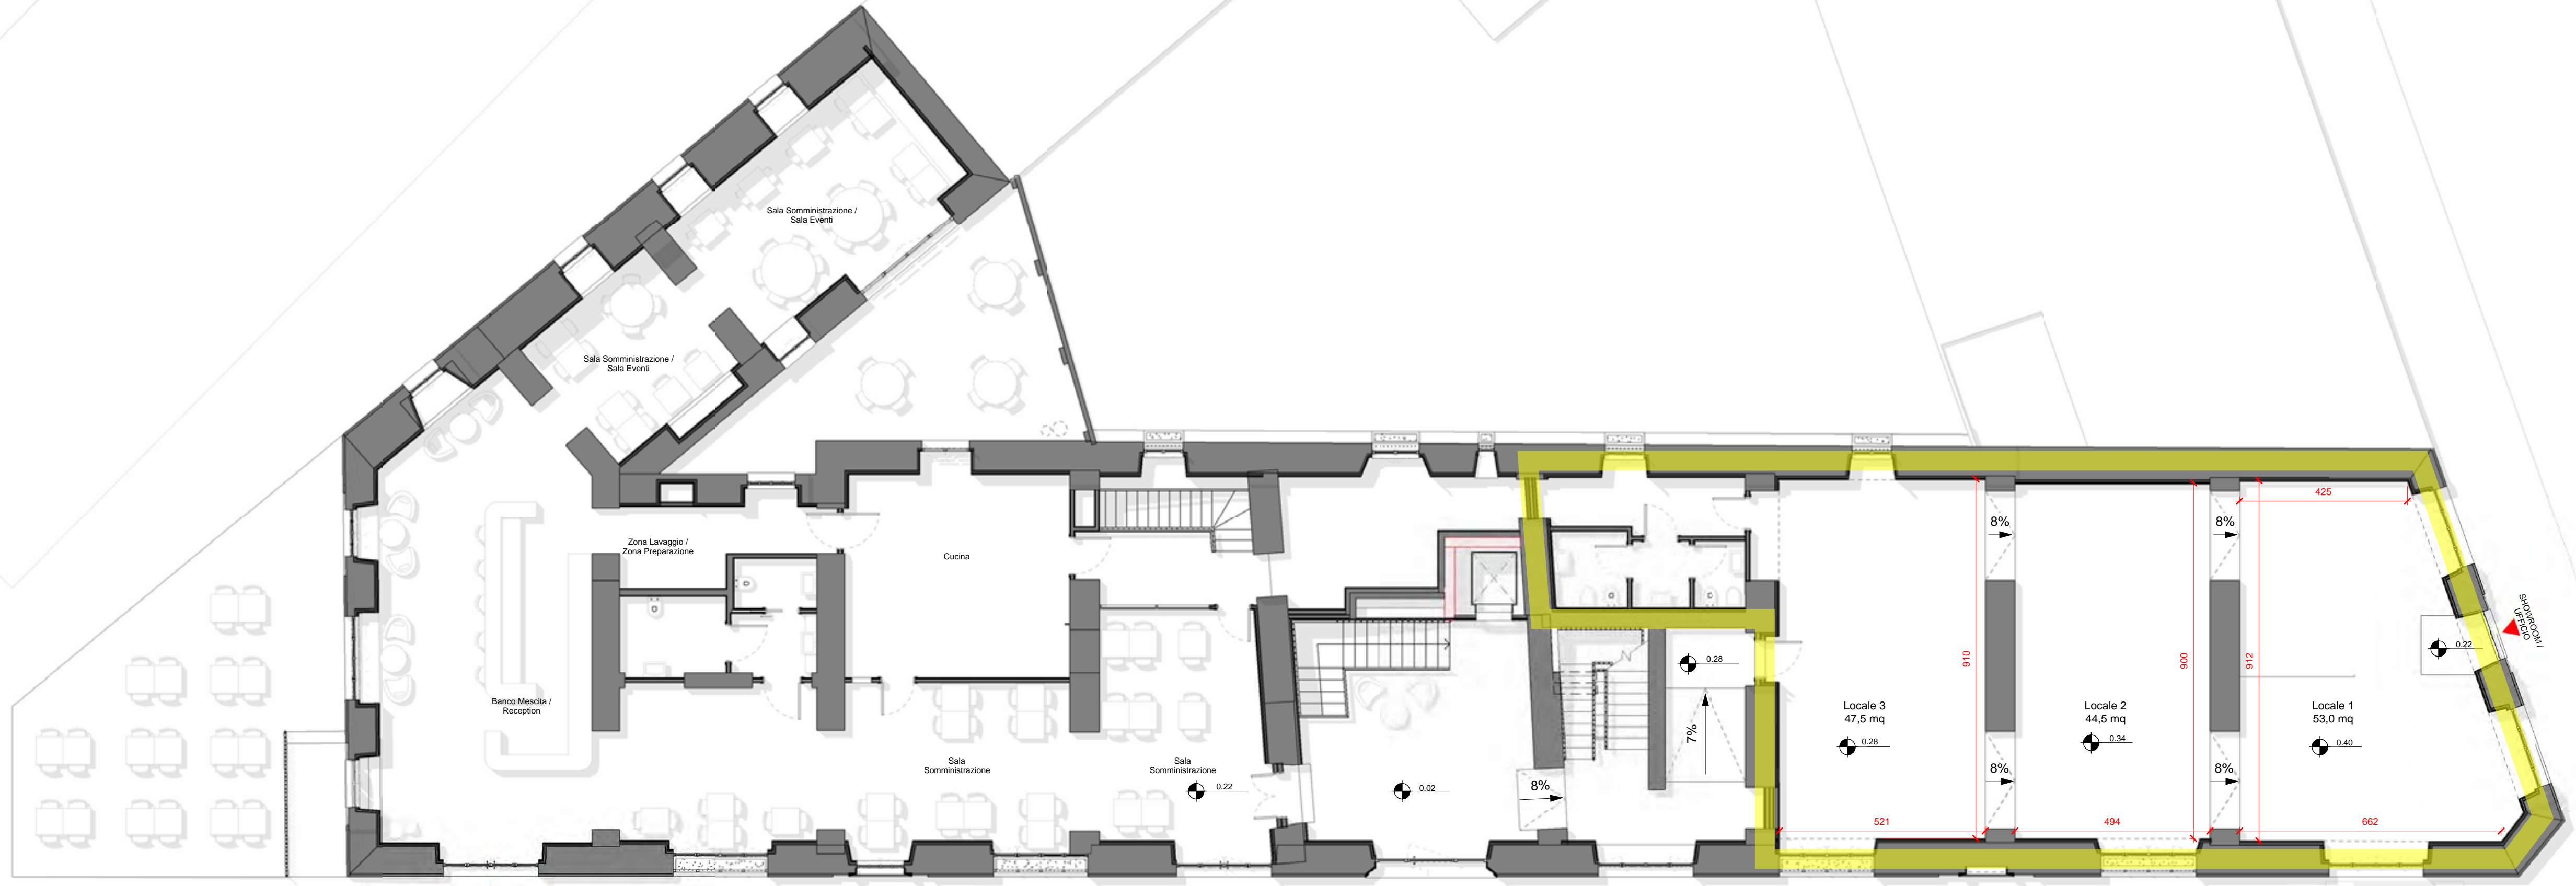 Sala Somministrazione /
Sala Eventi
Sala Somministrazione /
Sala Eventi
Zona Lavaggio /
Zona Preparazione
Cucina
Banco Mescita /
Reception
Sala
Somministrazione
Sala
Somministrazione
0.22
0.02
8%
7%
0.28
910
8%
8%
900
8%
8%
912
425
Locale 3
47,5 mq
0.28
Locale 2
44,5 mq
0.34
Locale 1
53,0 mq
0.40
521
494
662
0.22
SHOWROOM /
UFFICIO